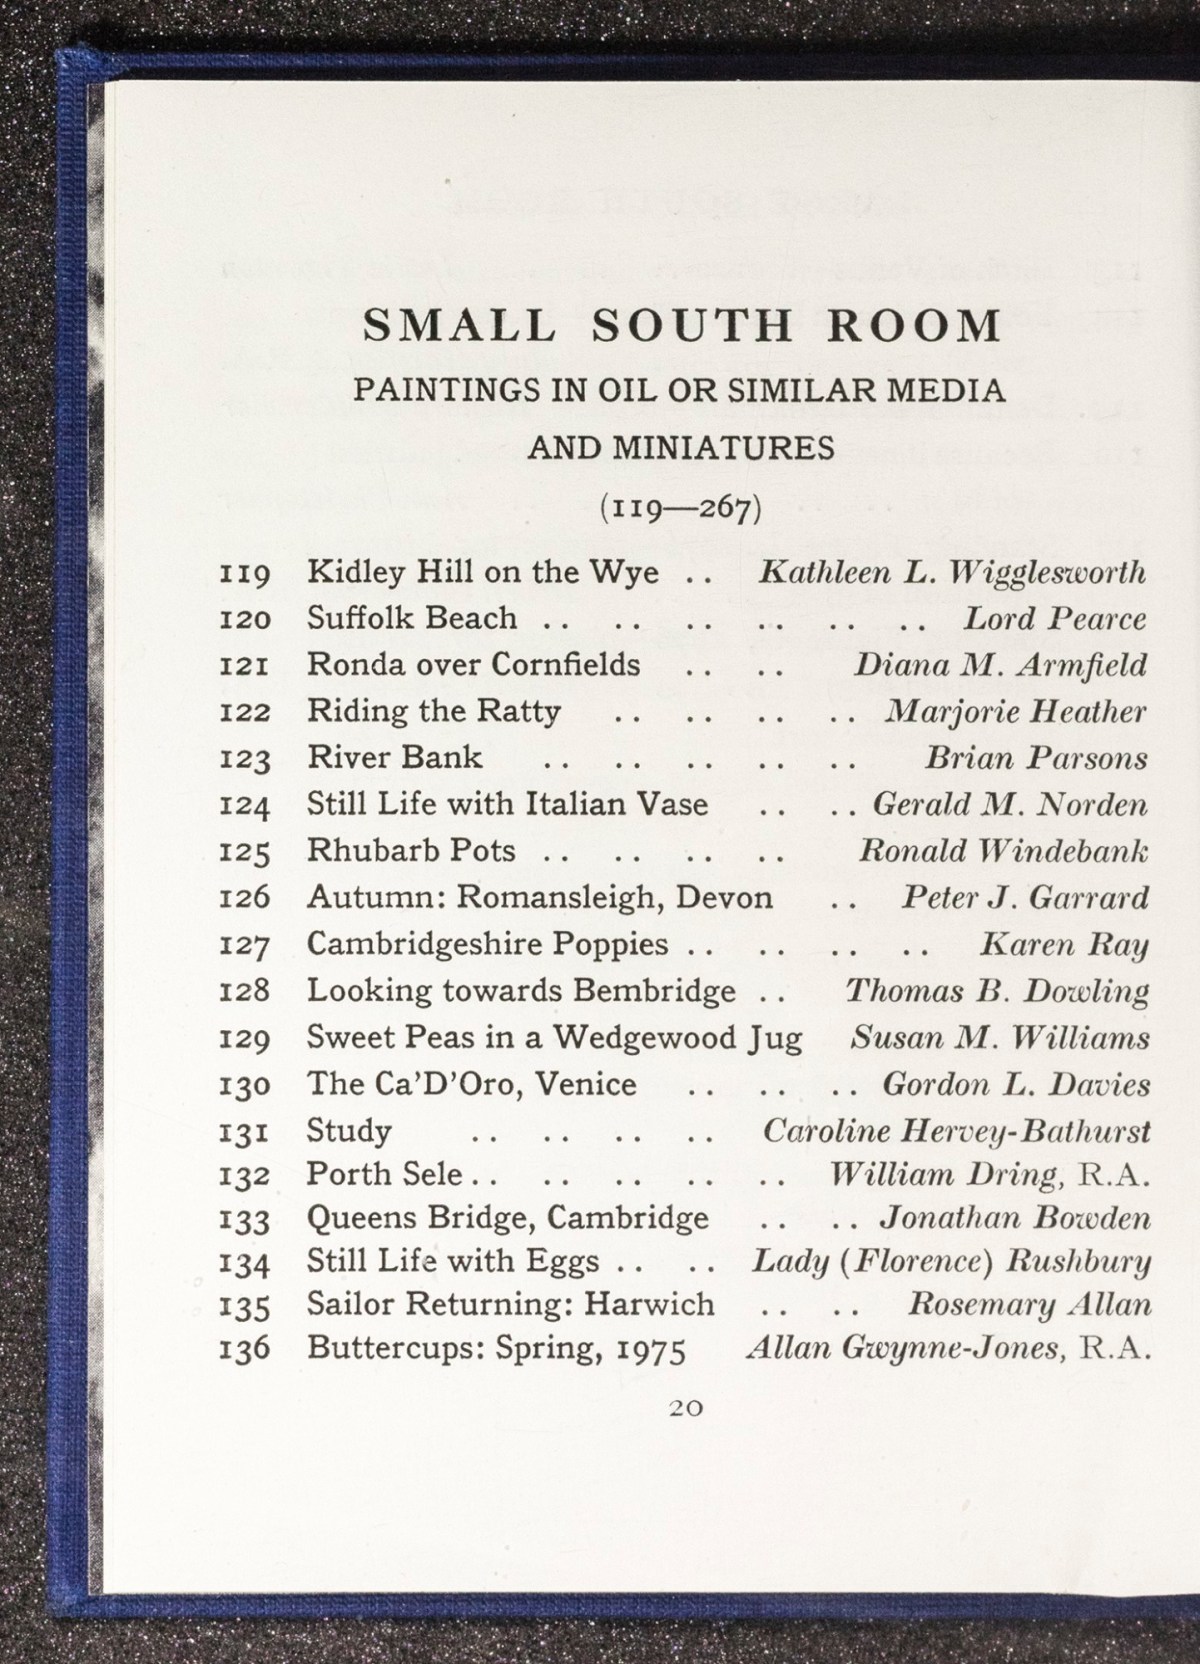 SMALL SOUTH ROOM
PAINTINGS IN OIL OR SIMILAR MEDIA
AND MINIATURES
(119—267)
119 Kidley Hill on the Wye .. Kathleen L. Wigglesworth
120 Suffolk Beach .. .. .. .. .. .. Lord Pearce
121 Ronda over Cornfields .. .. Diana M. Armfield
122 Riding the Ratty .. .. .. .. Marjorie Heather
123 River Bank .. .. .. .. .. Brian Parsons
124 Still Life with Italian Vase .. .. Gerald M. Norden
125 Rhubarb Pots .. .. .. .. Ronald Windebank
126 Autumn: Romansleigh, Devon .. Peter J. Garrard
127 Cambridgeshire Poppies .. .. .. .. Karen Ray
128 Looking towards Bembridge .. Thomas B. Dowling
129 Sweet Peas in a Wedgewood Jug Susan M. Williams
130 The Ca'D'Oro, Venice .. .. .. Gordon L. Davies
131 Study .. .. .. .. Caroline Hervey-Bathurst
132 Porth Sele .. .. .. .. .. William Dring, R.A.
133 Queens Bridge, Cambridge .. .. Jonathan Bowden
134 Still Life with Eggs .. .. Lady (Florence) Rushbury
135 Sailor Returning: Harwich .. .. Rosemary Allan
136 Buttercups: Spring, 1975 Allan Gwynne-Jones, R.A.
20